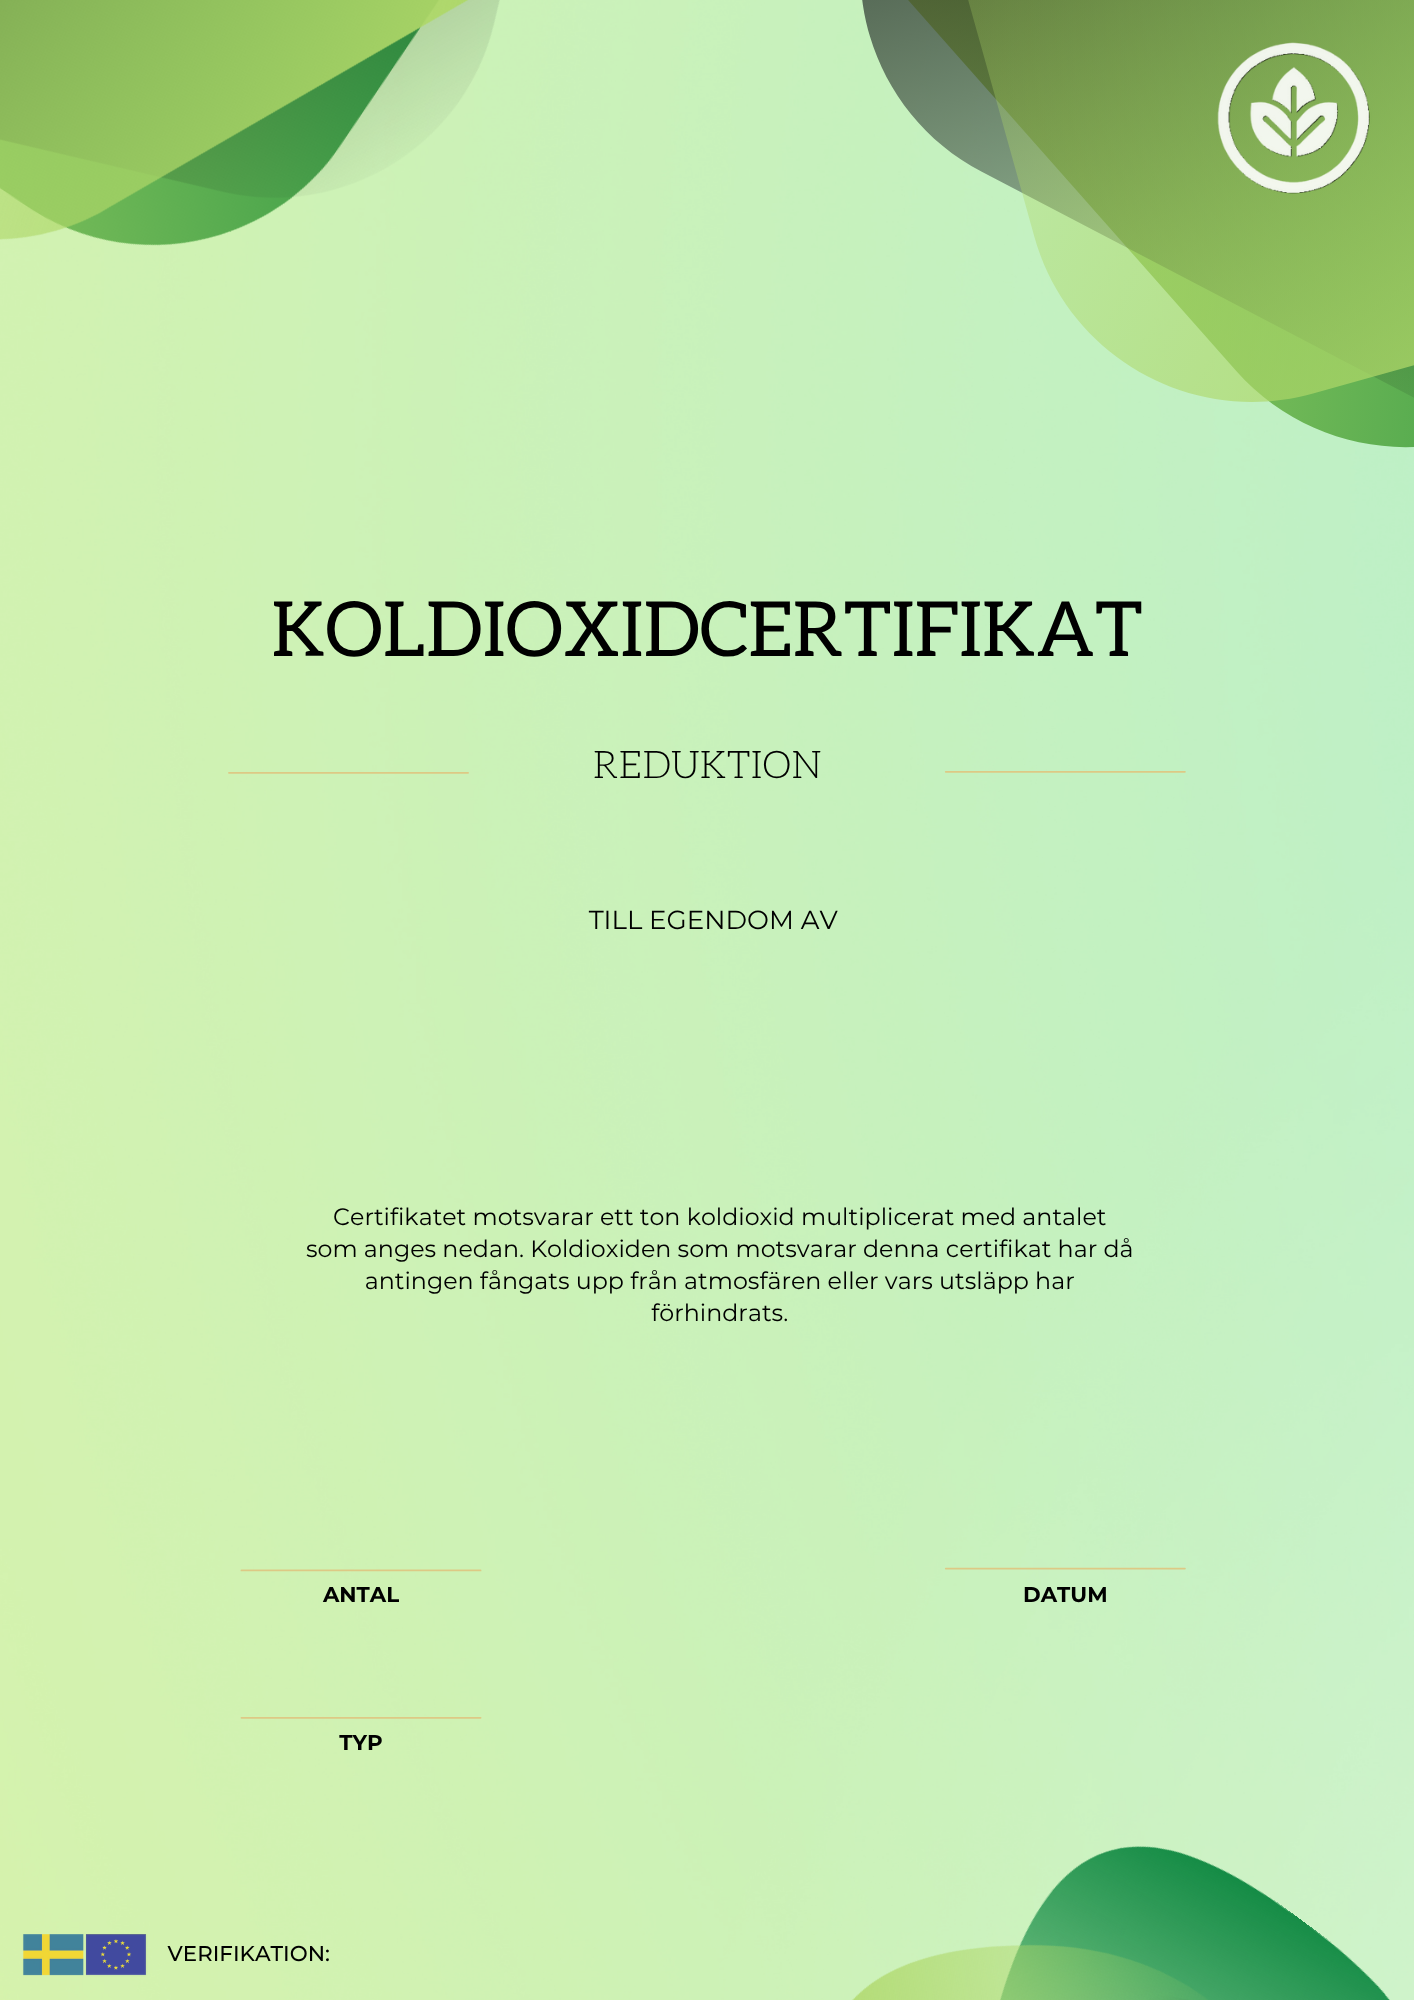 KOLDIOXIDCERTIFIKAT
REDUKTION
TILL EGENDOM AV
Certifikatet motsvarar ett ton koldioxid multiplicerat med antalet
som anges nedan. Koldioxiden som motsvarar denna certifikat har då
antingen fångats upp från atmosfären eller vars utsläpp har
förhindrats.
ANTAL
DATUM
TYP
VERIFIKATION: